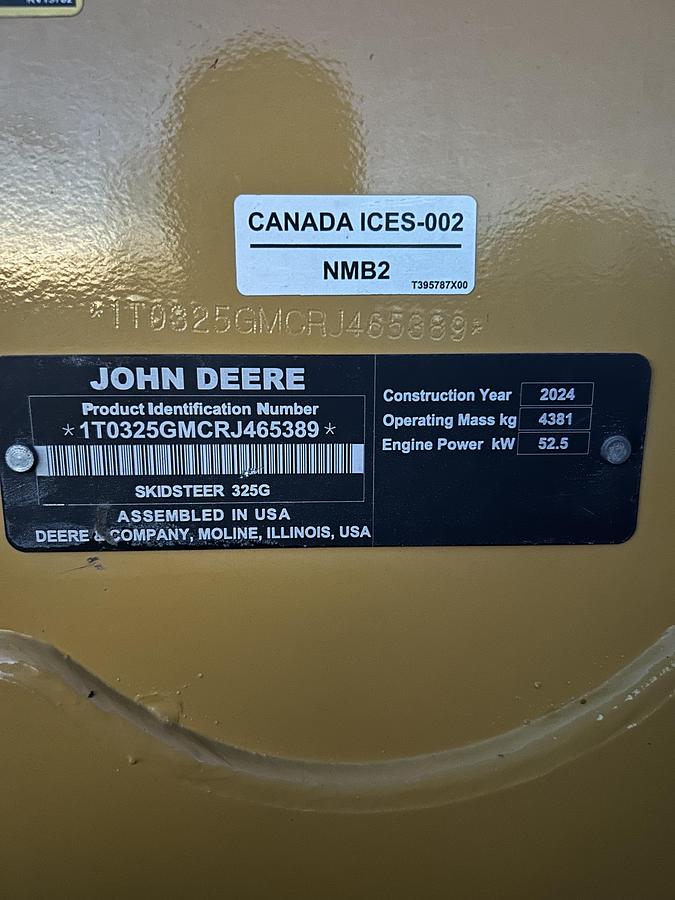 CANADA ICES-002
NMB2
T395787X00
*1T0325GMCRJ465389*
JOHN DEERE
Product Identification Number
*1T0325GMCRJ465389*
SKIDSTEER 325G
ASSEMBLED IN USA
DEERE & COMPANY, MOLINE, ILLINOIS, USA
Construction Year 2024
Operating Mass kg 4381
Engine Power kW 52.5